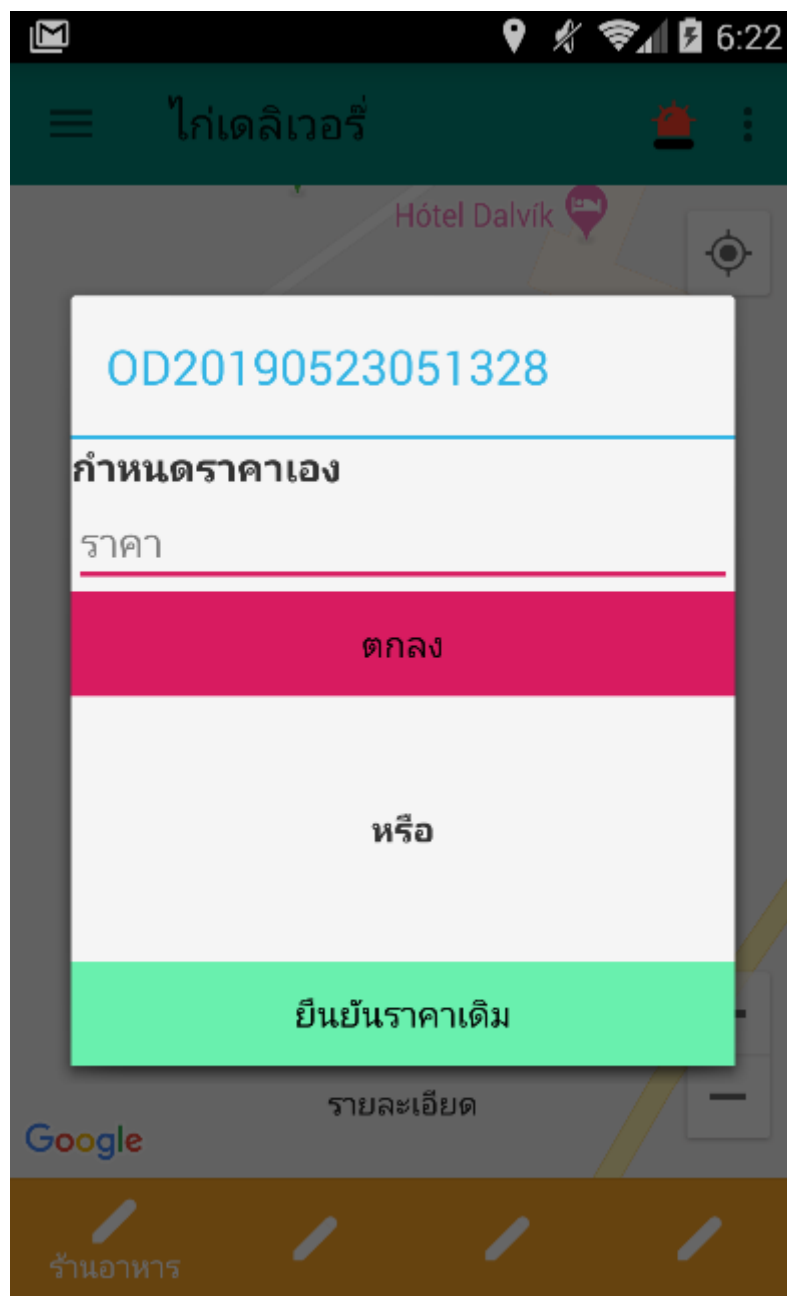 6:22
ไก่เดลิเวอรี่
Hótel Dalvík
OD20190523051328
กำหนดราคาเอง
ราคา
ตกลง
หรือ
ยืนยันราคาเดิม
รายละเอียด
Google
ร้านอาหาร